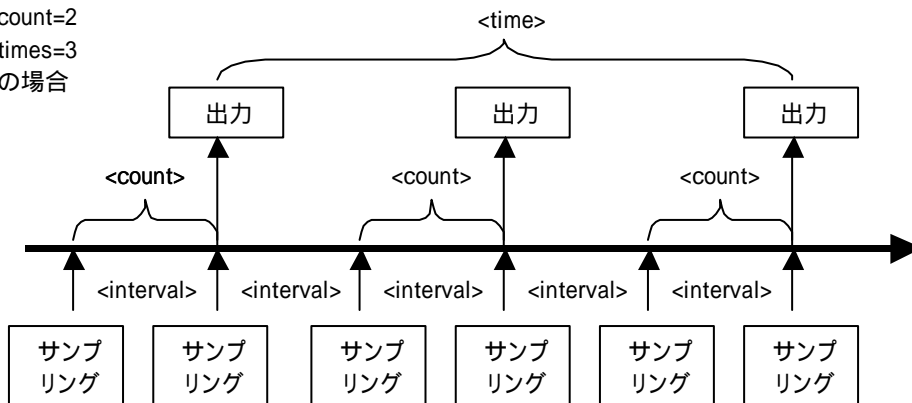 count=2
times=3
の場合
<time>
出力 出力 出力
<count> <count> <count>
<interval> <interval> <interval> <interval> <interval>
サンプ サンプ サンプ サンプ サンプ サンプ
リング リング リング リング リング リング